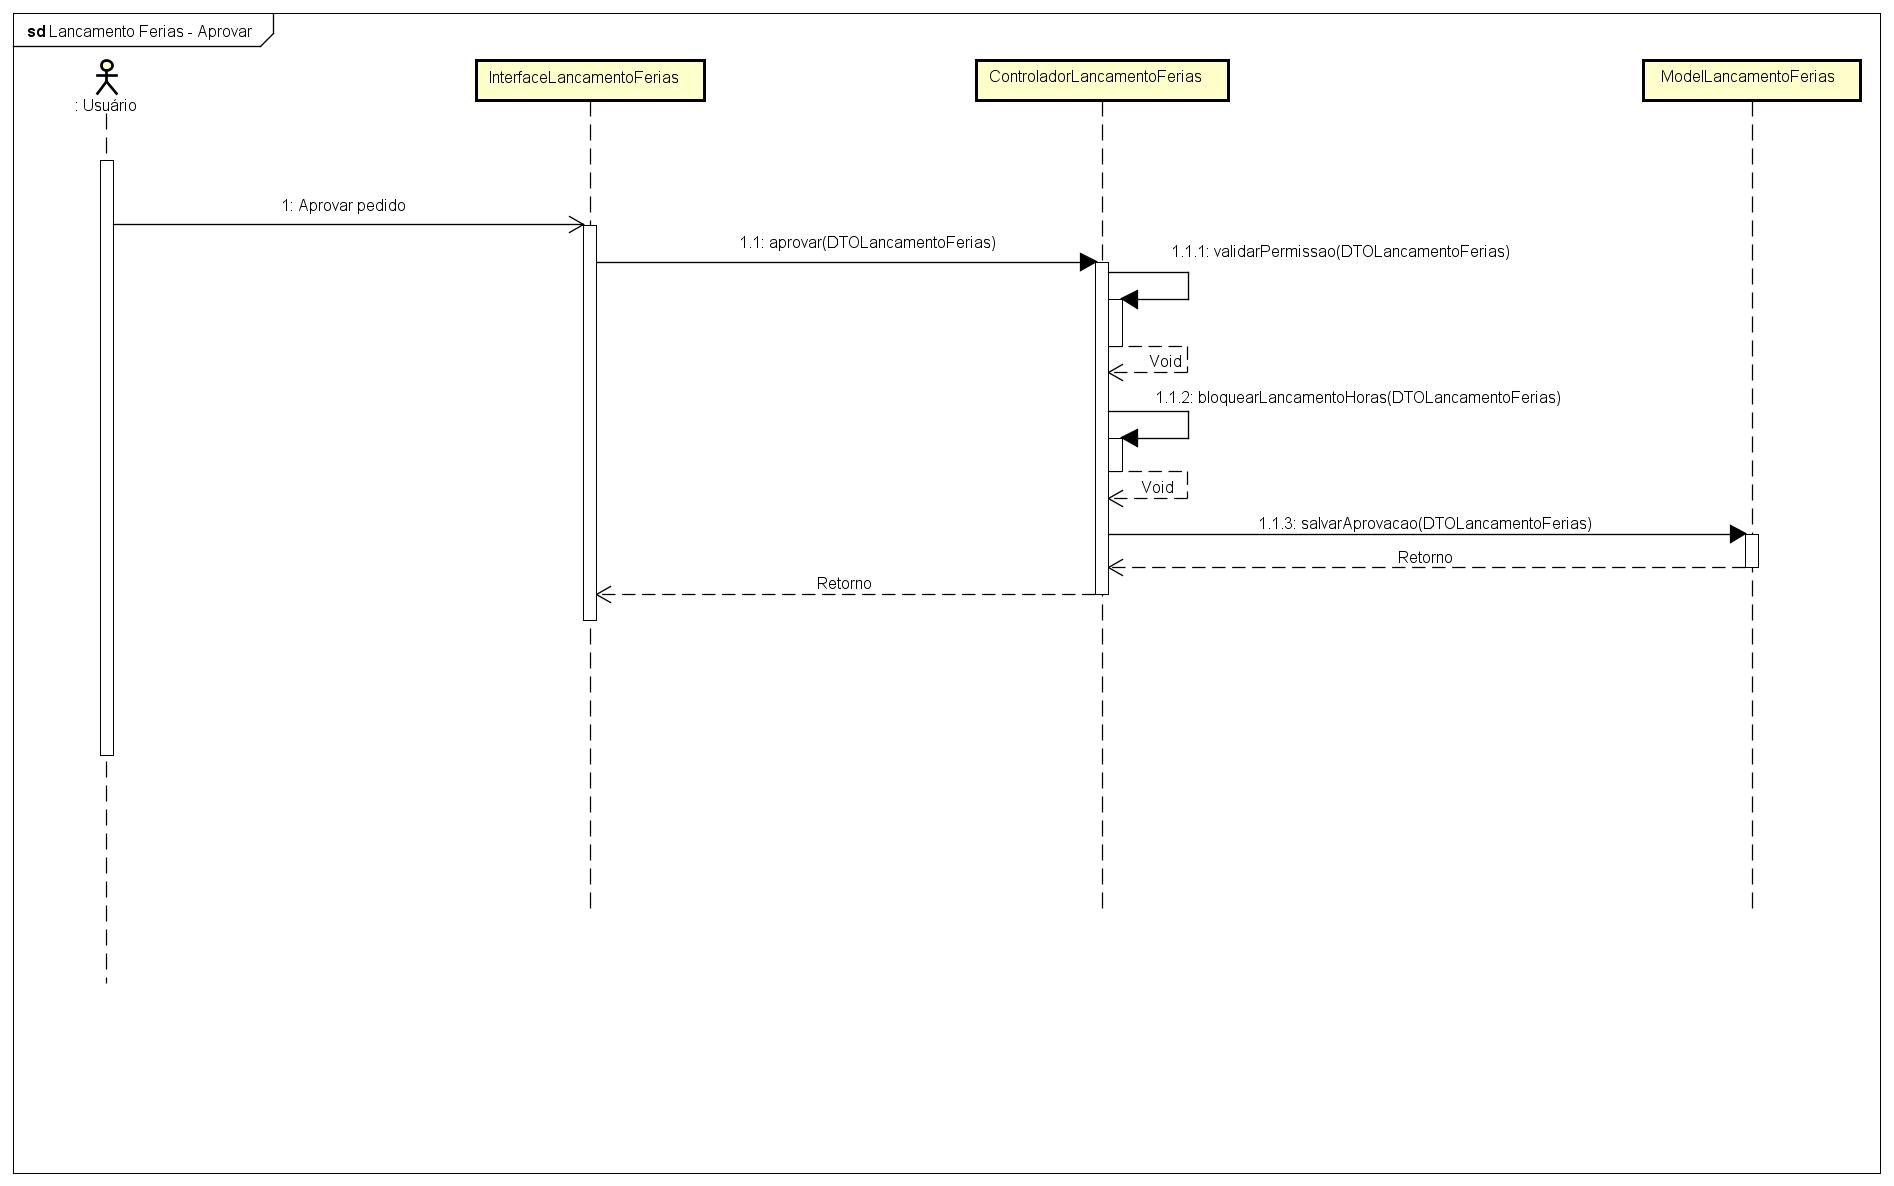 sd Lancamento Ferias - Aprovar
: Usuário
InterfaceLancamentoFerias
ControladorLancamentoFerias
ModelLancamentoFerias
1: Aprovar pedido
1.1: aprovar(DTOLancamentoFerias)
1.1.1: validarPermissao(DTOLancamentoFerias)
Void
1.1.2: bloquearLancamentoHoras(DTOLancamentoFerias)
Void
1.1.3: salvarAprovacao(DTOLancamentoFerias)
Retorno
Retorno